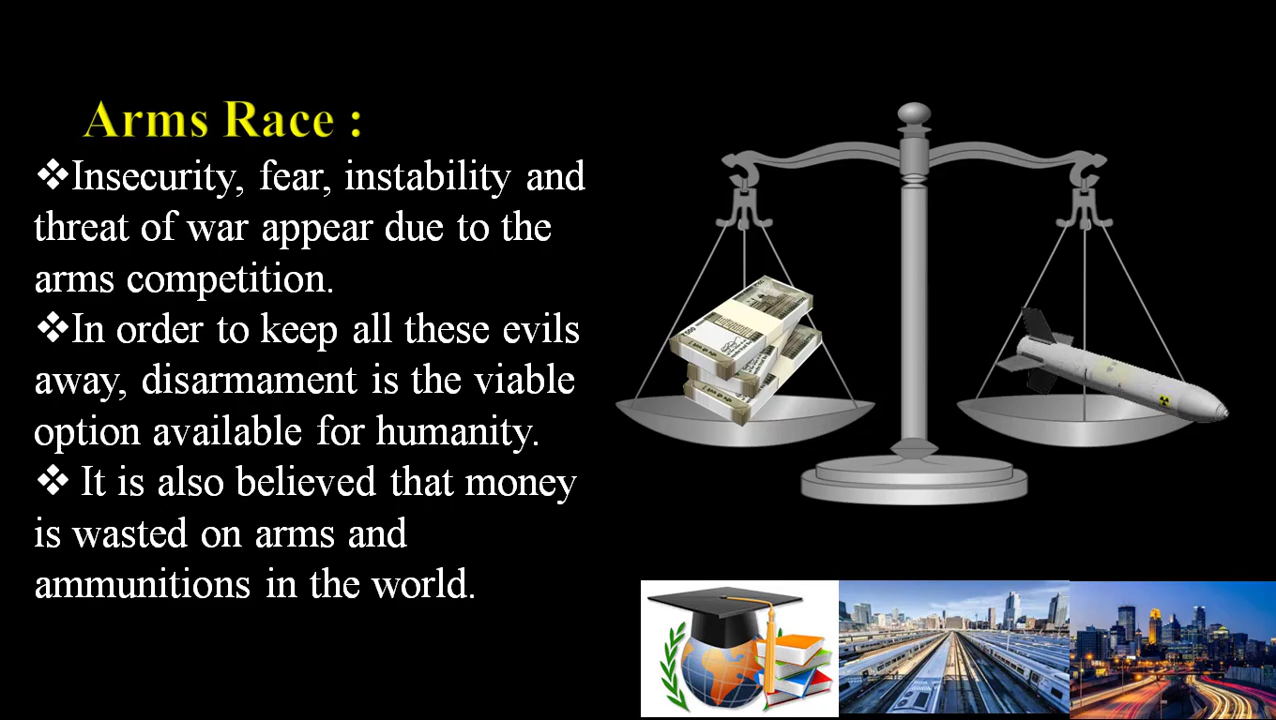 Arms Race :
❖Insecurity, fear, instability and
threat of war appear due to the
arms competition.
❖In order to keep all these evils
away, disarmament is the viable
option available for humanity.
❖ It is also believed that money
is wasted on arms and
ammunitions in the world.